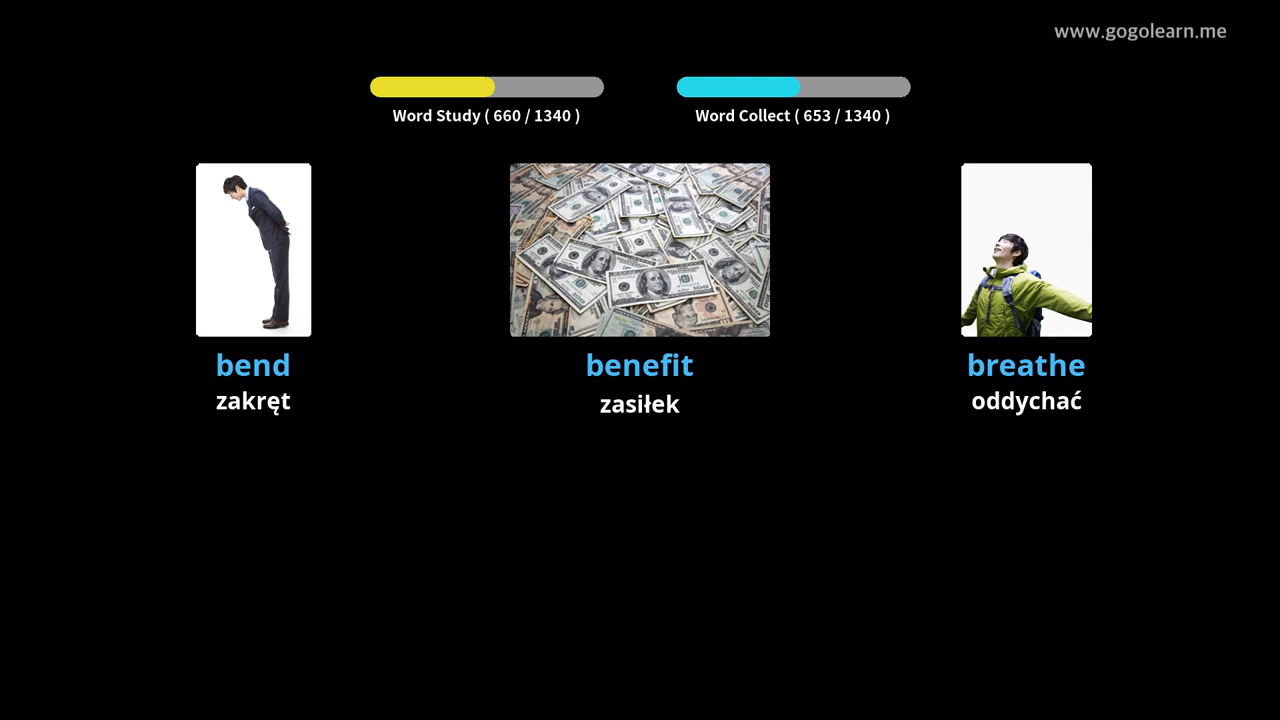 www.gogolearn.me
Word Study ( 660 / 1340 )
Word Collect ( 653 / 1340 )
bend
zakręt
benefit
zasiłek
breathe
oddychać